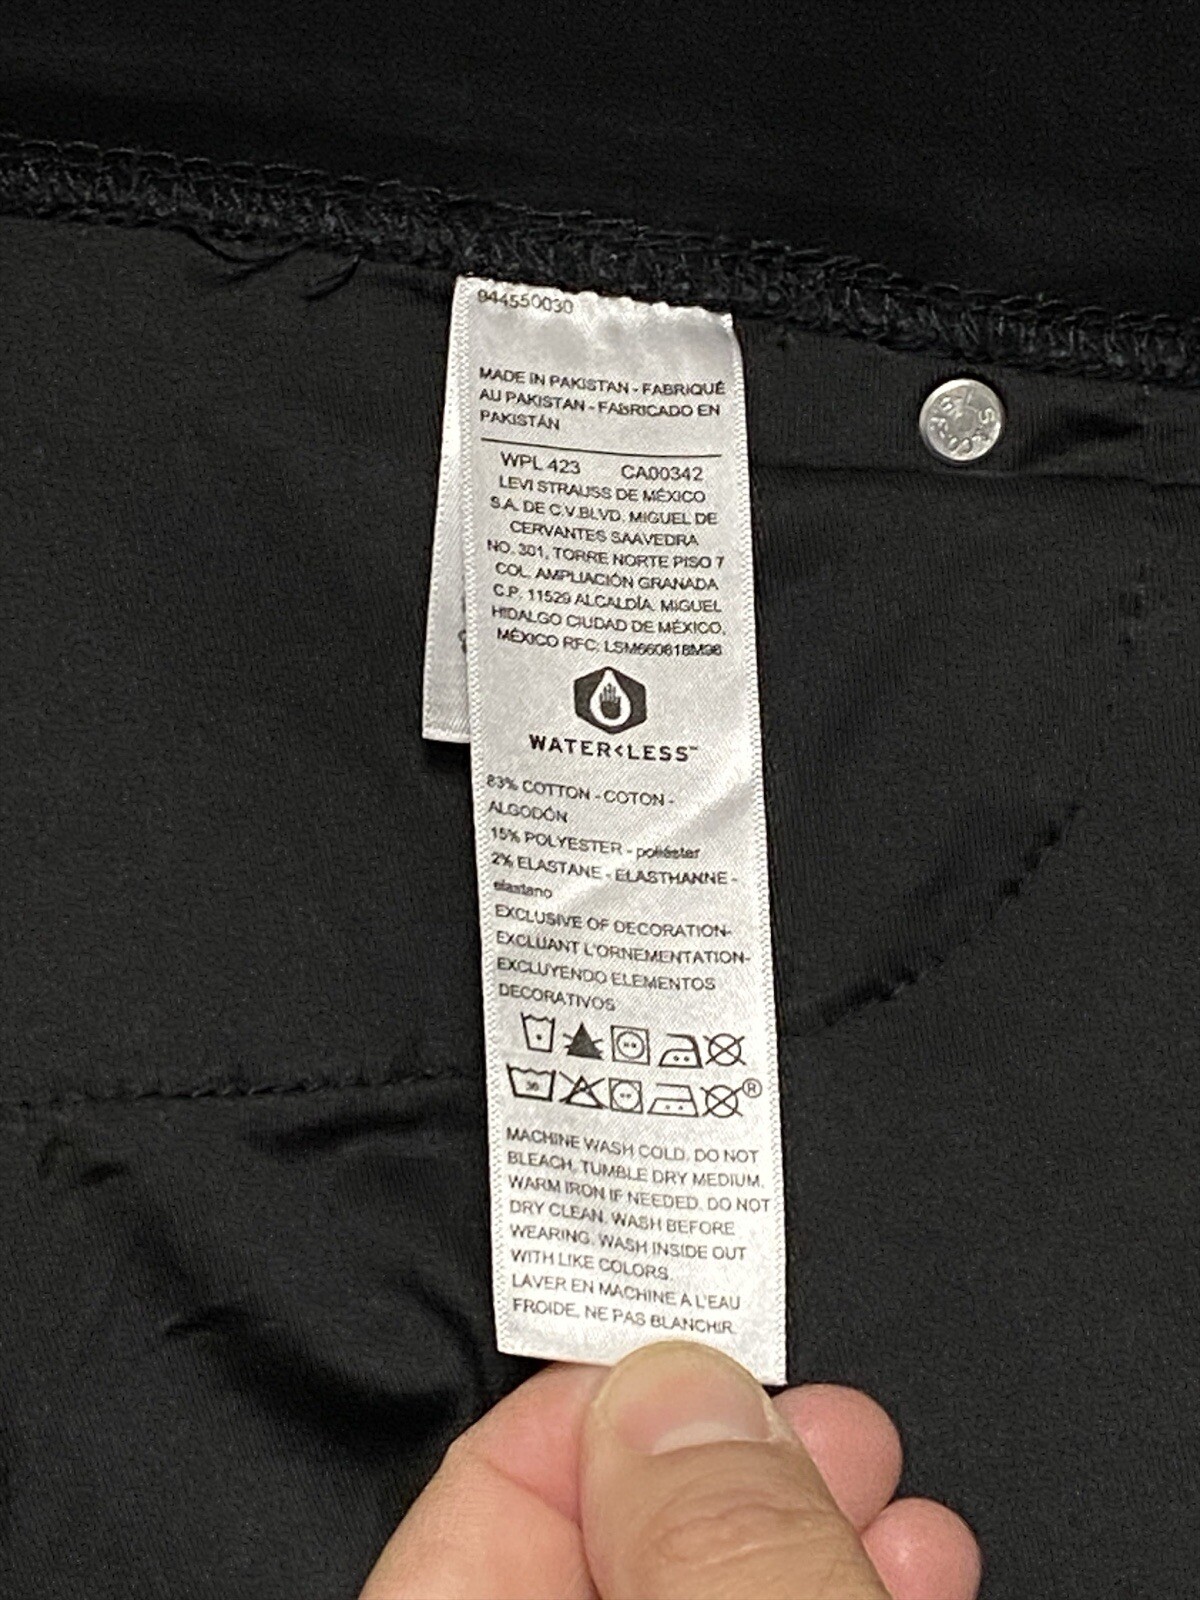 944550030
MADE IN PAKISTAN - FABRIQUÉ
AU PAKISTAN - FABRICADO EN
PAKISTÁN
WPL 423 CA00342
LEVI STRAUSS DE MÉXICO
S.A. DE C.V.BLVD. MIGUEL DE
CERVANTES SAAVEDRA
NO. 301, TORRE NORTE PISO 7
COL. AMPLIACIÓN GRANADA
C.P. 11529 ALCALDÍA. MIGUEL
HIDALGO CIUDAD DE MÉXICO,
MÉXICO RFC: LSM660818M98
WATER<LESS™
83% COTTON - COTON -
ALGODÓN
15% POLYESTER - poliéster
2% ELASTANE - ÉLASTHANNE -
elastano
EXCLUSIVE OF DECORATION-
EXCLUANT L'ORNEMENTATION-
EXCLUYENDO ELEMENTOS
DECORATIVOS
30 ®
MACHINE WASH COLD. DO NOT
BLEACH. TUMBLE DRY MEDIUM.
WARM IRON IF NEEDED. DO NOT
DRY CLEAN. WASH BEFORE
WEARING. WASH INSIDE OUT
WITH LIKE COLORS.
LAVER EN MACHINE À L'EAU
FROIDE, NE PAS BLANCHIR.